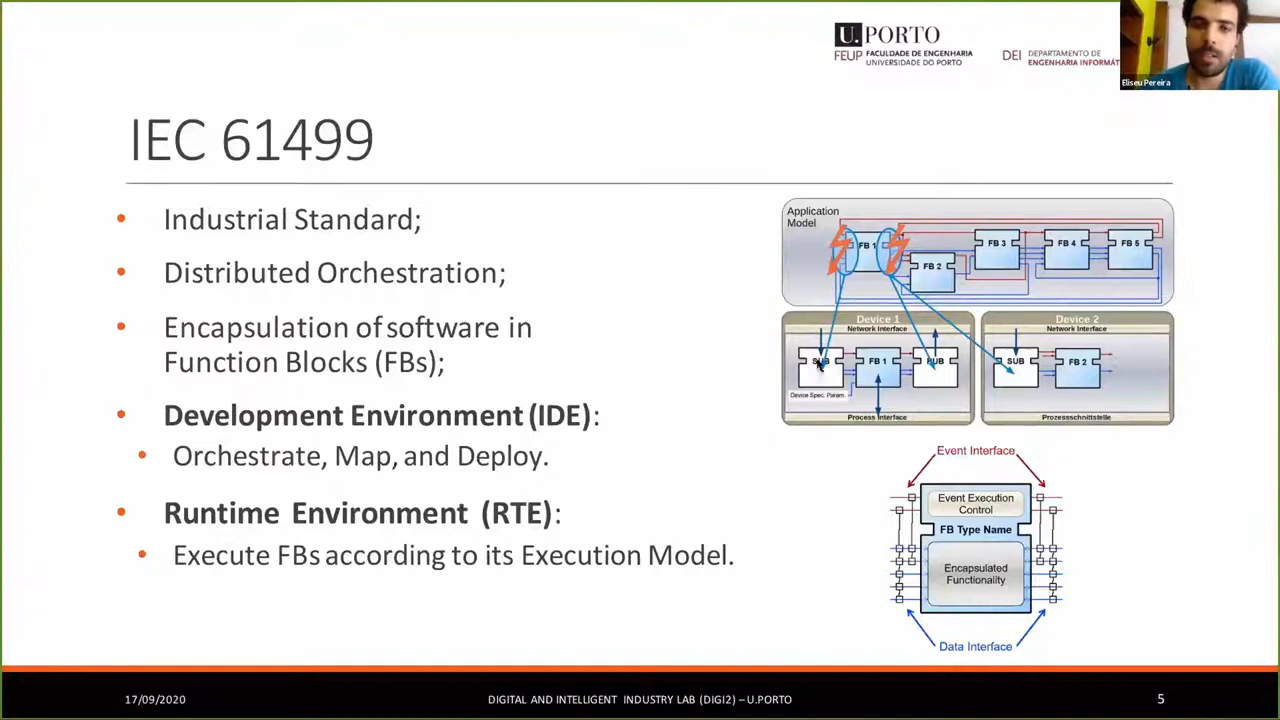 U. PORTO
FEUP FACULDADE DE ENGENHARIA
UNIVERSIDADE DO PORTO
DEI DEPARTAMENTO DE
ENGENHARIA INFORMÁT
Eliseu Pereira
IEC 61499
• Industrial Standard;
• Distributed Orchestration;
• Encapsulation of software in
Function Blocks (FBs);
• Development Environment (IDE):
• Orchestrate, Map, and Deploy.
• Runtime Environment (RTE):
• Execute FBs according to its Execution Model.
Application
Model
FB 1
FB 2
FB 3
FB 4
FB 5
Device 1
Network Interface
SUB
FB 1
PUB
Device Spec. Param.
Process Interface
Device 2
Network Interface
SUB
FB 2
Prozessschnittstelle
Event Interface
Event Execution
Control
FB Type Name
Encapsulated
Functionality
Data Interface
17/09/2020
DIGITAL AND INTELLIGENT INDUSTRY LAB (DIGI2) – U.PORTO
5